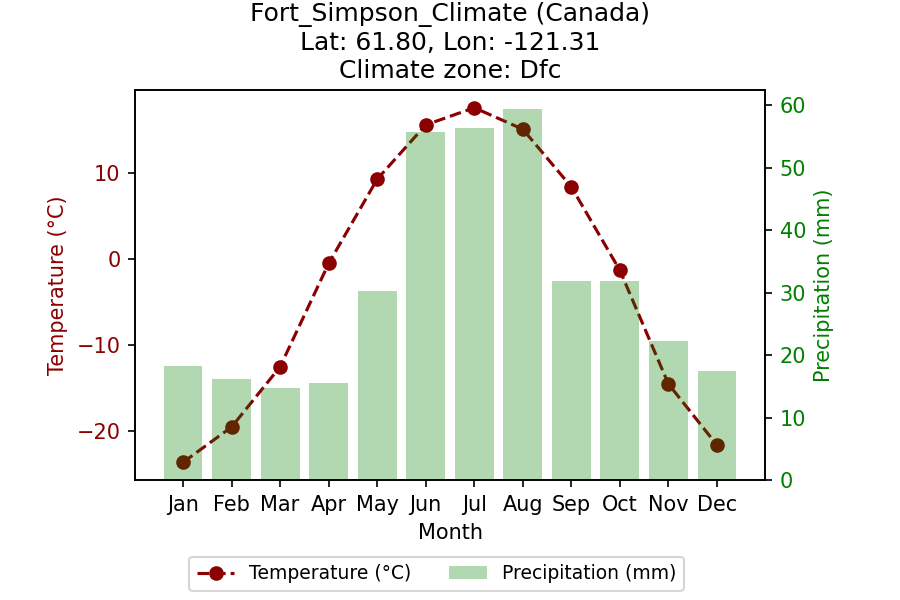 Fort_Simpson_Climate (Canada)
Lat: 61.80, Lon: -121.31
Climate zone: Dfc
Temperature (°C)
10
0
−10
−20
60
50
40
30
20
10
0
Precipitation (mm)
Jan Feb Mar Apr May Jun Jul Aug Sep Oct Nov Dec
Month
Temperature (°C) Precipitation (mm)